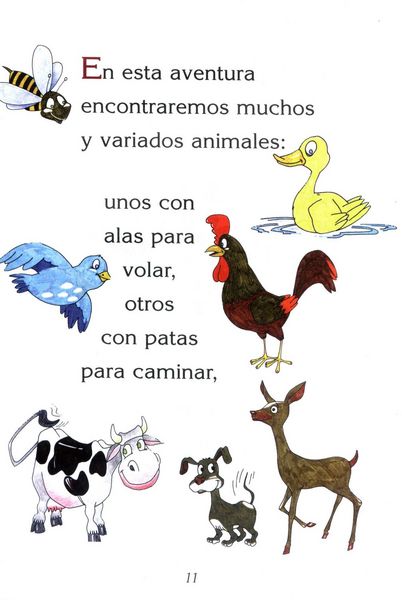 En esta aventura
encontraremos muchos
y variados animales:
unos con
alas para
volar,
otros
con patas
para caminar,
11